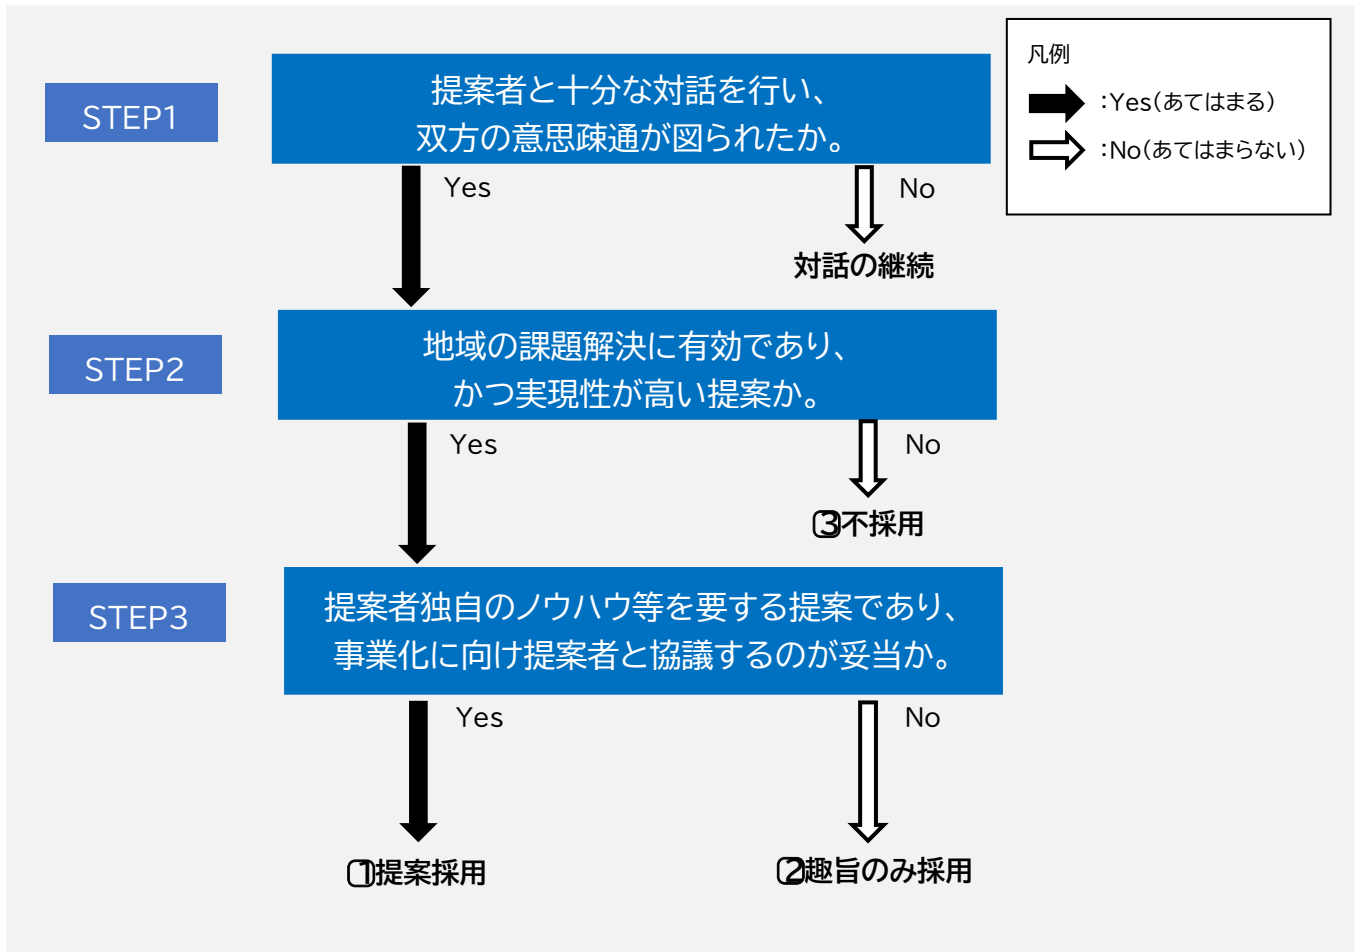 凡例
:Yes(あてはまる)
:No(あてはまらない)
STEP1
提案者と十分な対話を行い、
双方の意思疎通が図られたか。
Yes
No
対話の継続
STEP2
地域の課題解決に有効であり、
かつ実現性が高い提案か。
Yes
No
3不採用
STEP3
提案者独自のノウハウ等を要する提案であり、
事業化に向け提案者と協議するのが妥当か。
Yes
No
1提案採用
2趣旨のみ採用